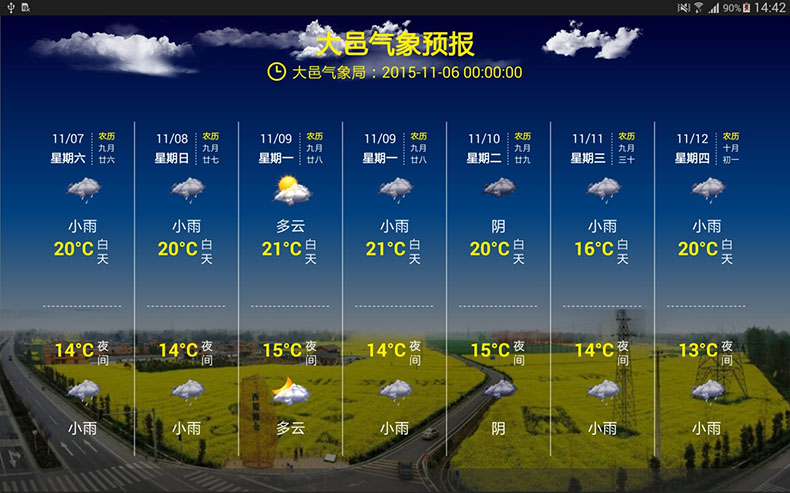 90% 14:42
大邑气象预报
大邑气象局：2015-11-06 00:00:00
11/07 农历
星期六 九月
廿六
小雨
20°C 白天
14°C 夜间
小雨
11/08 农历
星期日 九月
廿七
小雨
20°C 白天
14°C 夜间
小雨
11/09 农历
星期一 九月
廿八
多云
21°C 白天
15°C 夜间
多云
11/09 农历
星期一 九月
廿八
小雨
21°C 白天
14°C 夜间
小雨
11/10 农历
星期二 九月
廿九
阴
20°C 白天
15°C 夜间
阴
11/11 农历
星期三 九月
三十
小雨
16°C 白天
14°C 夜间
小雨
11/12 农历
星期四 十月
初一
小雨
20°C 白天
13°C 夜间
小雨